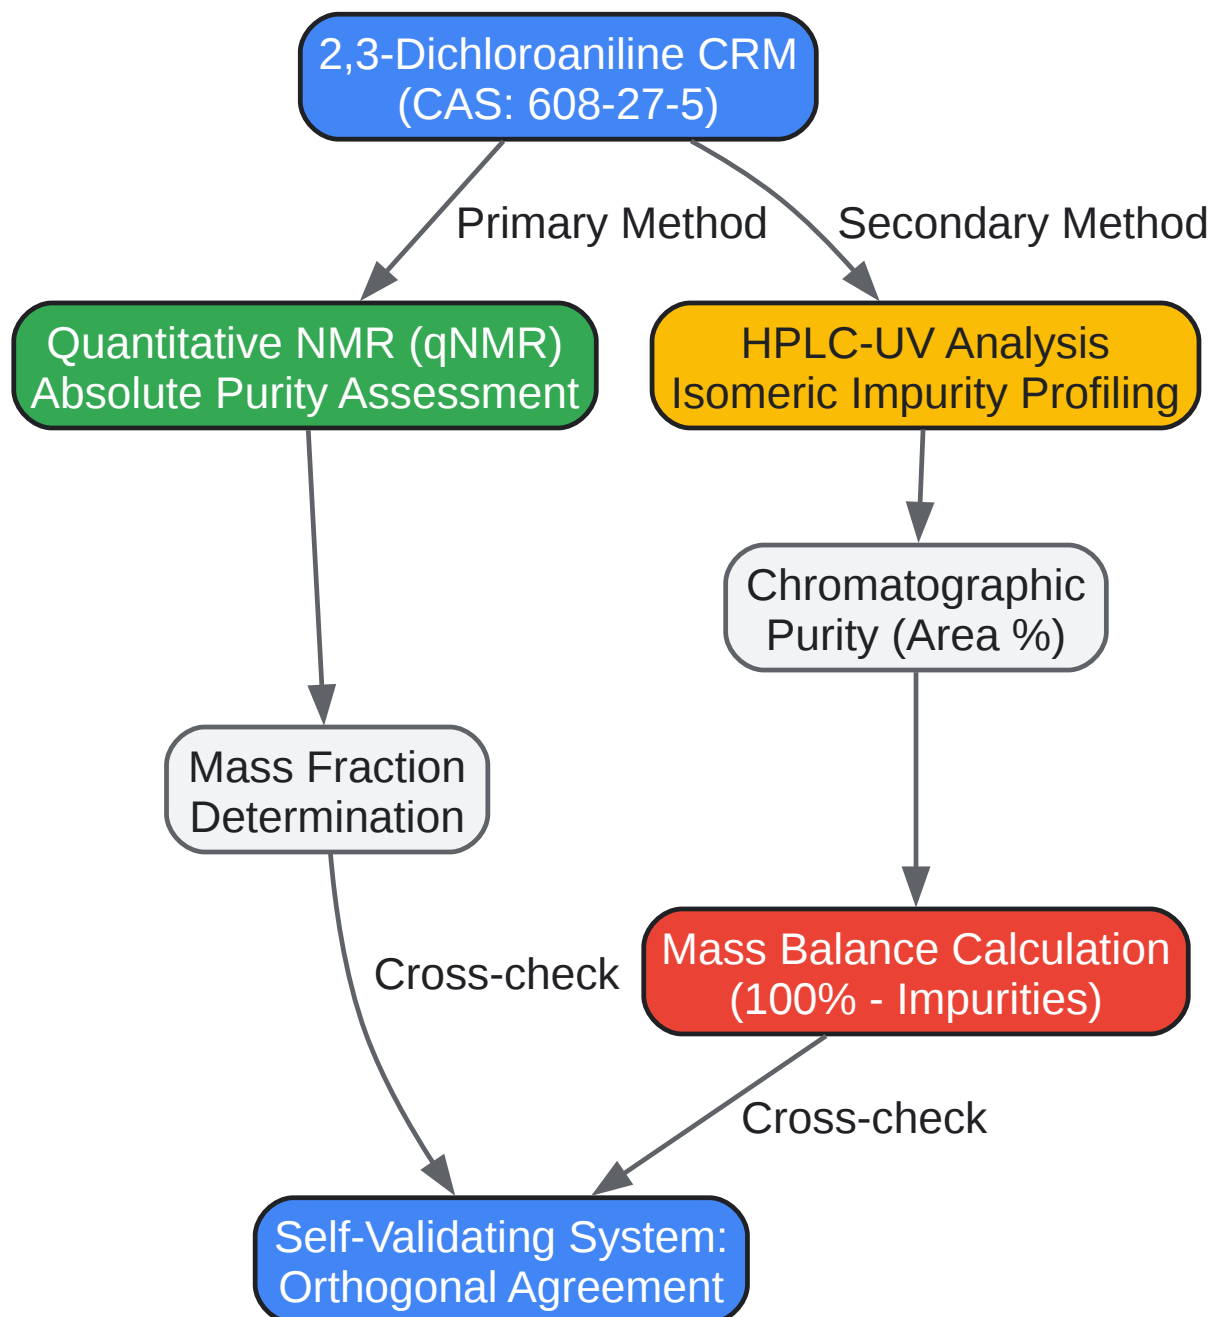 2,3-Dichloroaniline CRM
(CAS: 608-27-5)
Primary Method
Secondary Method
Quantitative NMR (qNMR)
Absolute Purity Assessment
HPLC-UV Analysis
Isomeric Impurity Profiling
Chromatographic
Purity (Area %)
Mass Fraction
Determination
Mass Balance Calculation
(100% - Impurities)
Cross-check
Cross-check
Self-Validating System:
Orthogonal Agreement